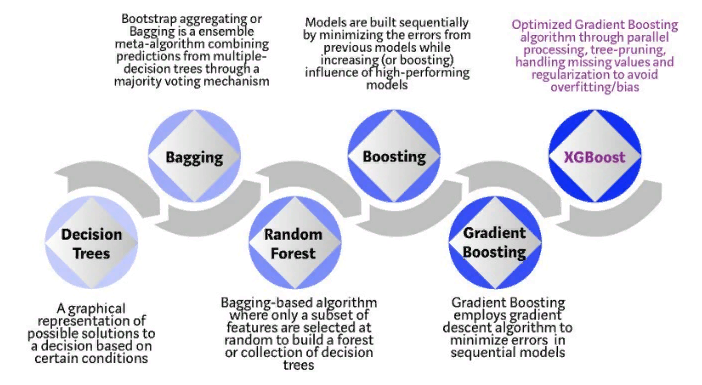 Bootstrap aggregating or
Bagging is a ensemble
meta-algorithm combining
predictions from multiple-
decision trees through a
majority voting mechanism
Models are built sequentially
by minimizing the errors from
previous models while
increasing (or boosting)
influence of high-performing
models
Optimized Gradient Boosting
algorithm through parallel
processing, tree-pruning,
handling missing values and
regularization to avoid
overfitting/bias
Bagging
Boosting
XGBoost
Decision
Trees
Random
Forest
Gradient
Boosting
A graphical
representation of
possible solutions to
a decision based on
certain conditions
Bagging-based algorithm
where only a subset of
features are selected at
random to build a forest
or collection of decision
trees
Gradient Boosting
employs gradient
descent algorithm to
minimize errors in
sequential models